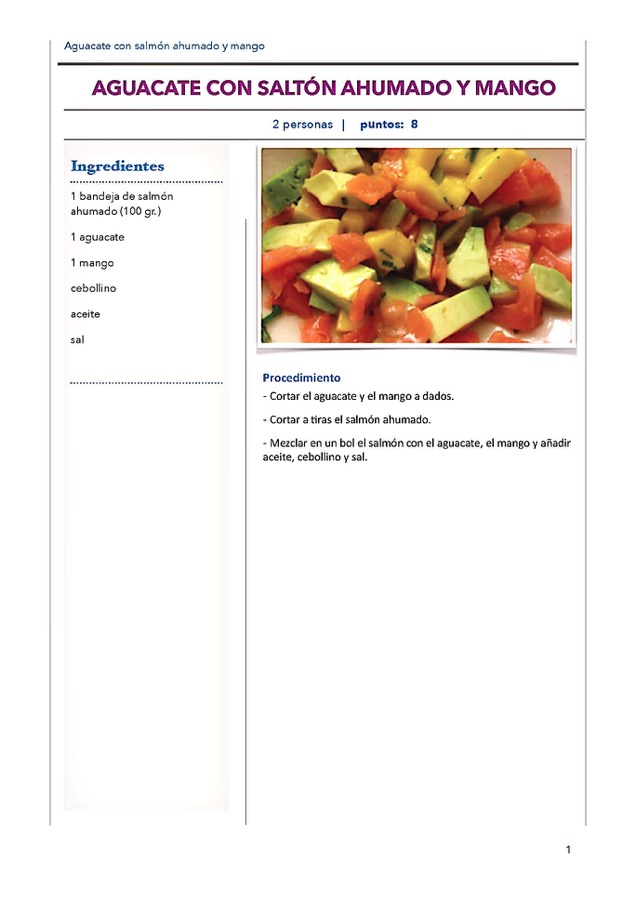 Aguacate con salmón ahumado y mango
AGUACATE CON SALTÓN AHUMADO Y MANGO
2 personas | puntos: 8
Ingredientes
1 bandeja de salmón
ahumado (100 gr.)
1 aguacate
1 mango
cebollino
aceite
sal
Procedimiento
- Cortar el aguacate y el mango a dados.
- Cortar a tiras el salmón ahumado.
- Mezclar en un bol el salmón con el aguacate, el mango y añadir
aceite, cebollino y sal.
1